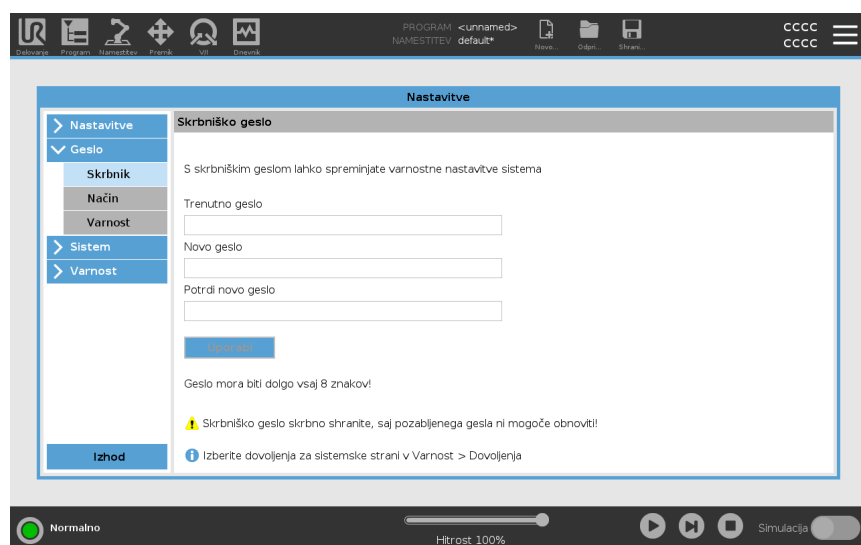 PROGRAM <unnamed>
NAMESTITEV default*
cccc
cccc
Delovanje Program Namestitev Premik V/I Dnevnik Novo... Odpri... Shrani...
Nastavitve
Nastavitve
Geslo
Skrbnik
Način
Varnost
Sistem
Varnost
Izhod
Skrbniško geslo
S skrbniškim geslom lahko spreminjate varnostne nastavitve sistema
Trenutno geslo
Novo geslo
Potrdi novo geslo
Uporabi
Geslo mora biti dolgo vsaj 8 znakov!
Skrbniško geslo skrbno shranite, saj pozabljenega gesla ni mogoče obnoviti!
Izberite dovoljenja za sistemske strani v Varnost > Dovoljenja
Normalno
Hitrost 100%
Simulacija